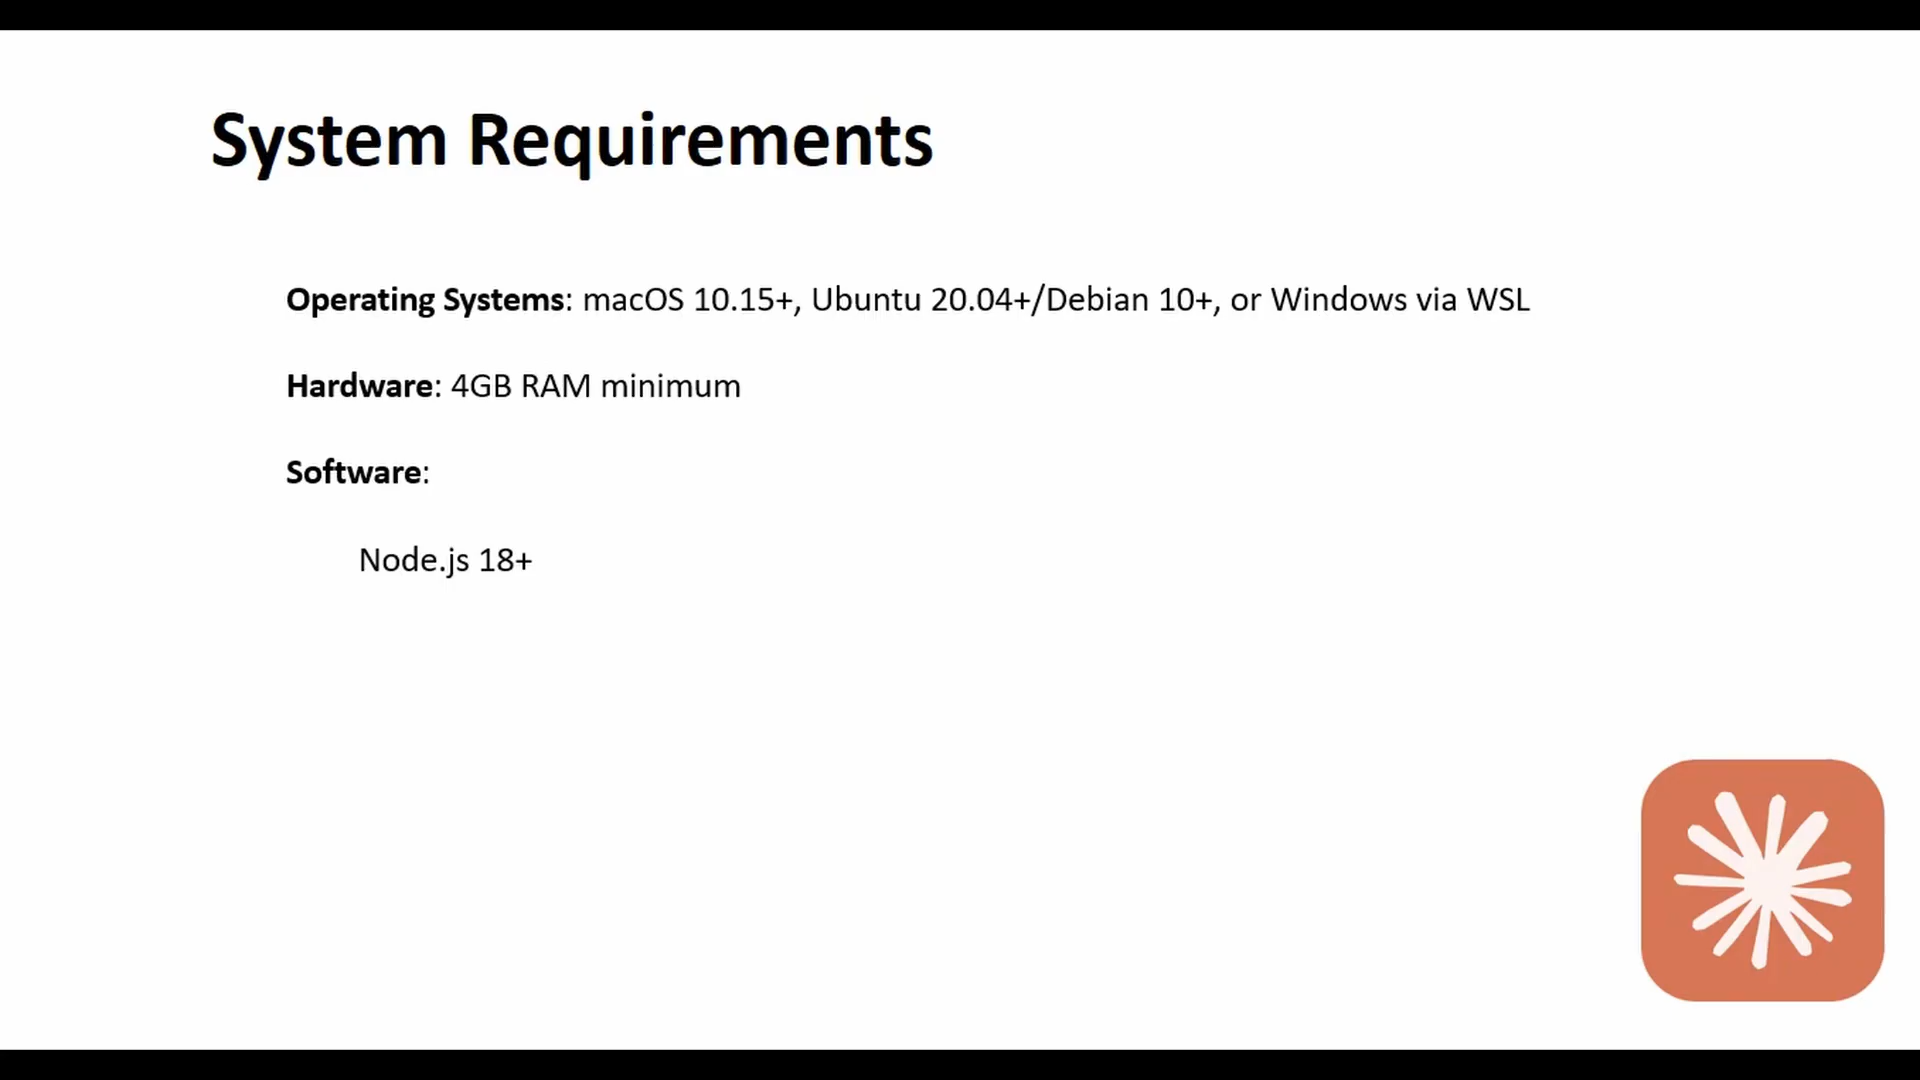 System Requirements
Operating Systems: macOS 10.15+, Ubuntu 20.04+/Debian 10+, or Windows via WSL
Hardware: 4GB RAM minimum
Software:
Node.js 18+